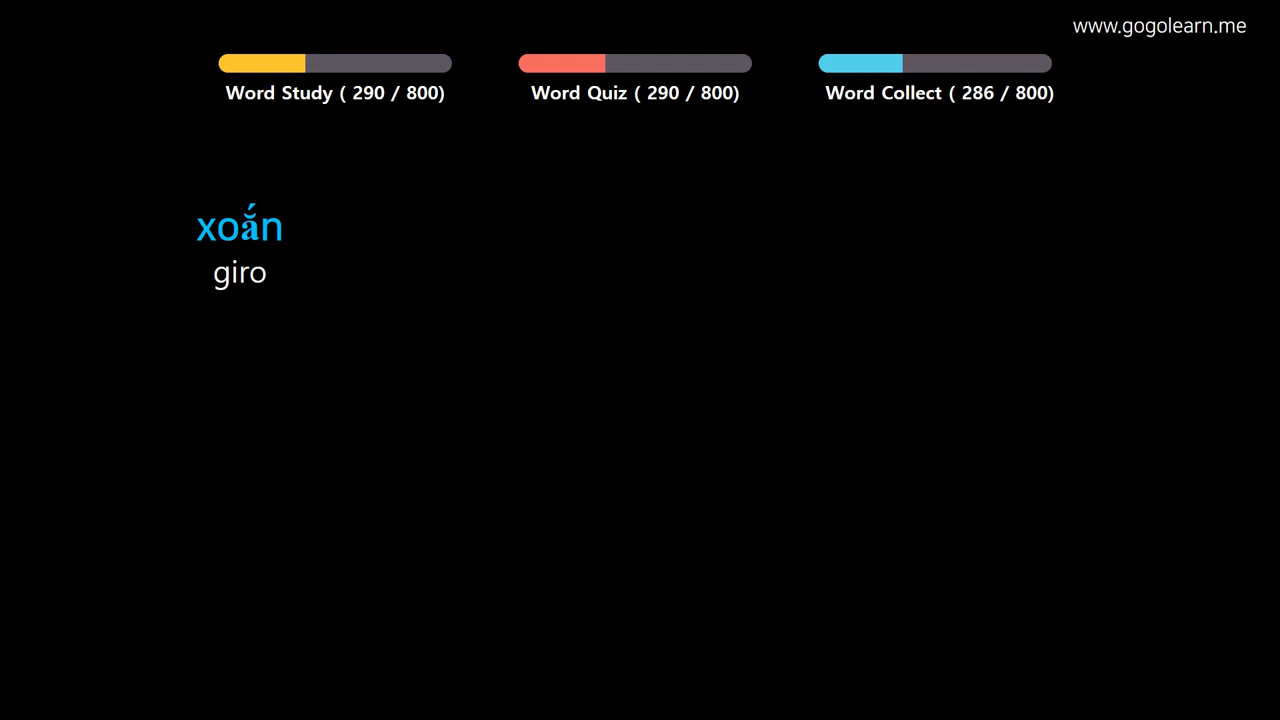 www.gogolearn.me
Word Study ( 290 / 800)
Word Quiz ( 290 / 800)
Word Collect ( 286 / 800)
xoắn
giro